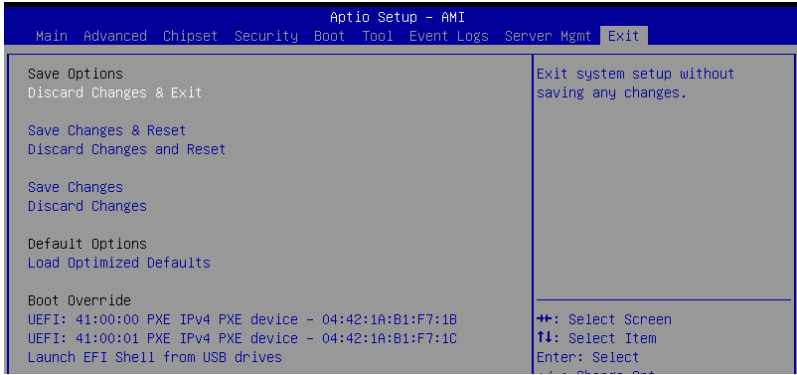 Aptio Setup - AMI
Main Advanced Chipset Security Boot Tool Event Logs Server Mgmt Exit
Save Options
Discard Changes & Exit
Save Changes & Reset
Discard Changes and Reset
Save Changes
Discard Changes
Default Options
Load Optimized Defaults
Boot Override
UEFI: 41:00:00 PXE IPv4 PXE device - 04:42:1A:B1:F7:1B
UEFI: 41:00:01 PXE IPv4 PXE device - 04:42:1A:B1:F7:1C
Launch EFI Shell from USB drives
Exit system setup without
saving any changes.
→←: Select Screen
↑↓: Select Item
Enter: Select
+/-: Change Opt.